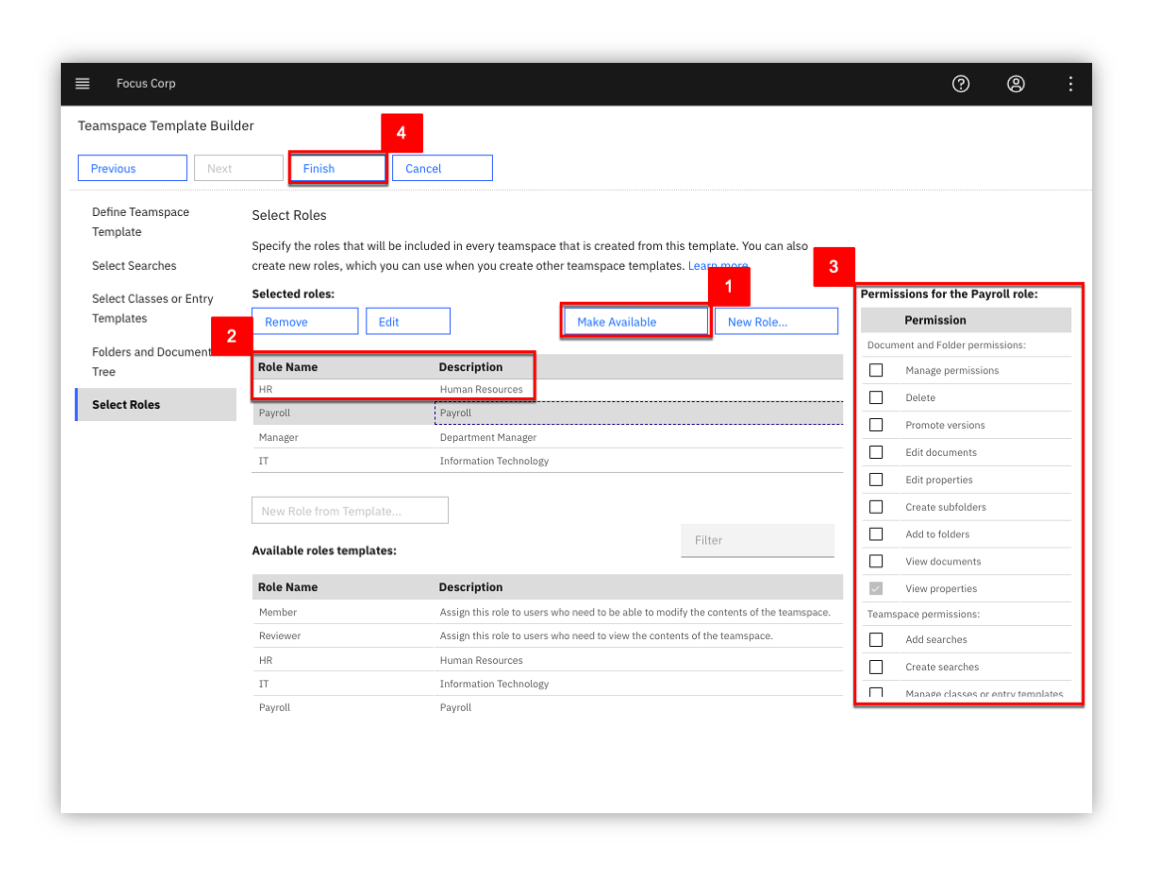 Focus Corp
Teamspace Template Builder
4
Previous
Next
Finish
Cancel
Define Teamspace
Template
Select Searches
Select Classes or Entry
Templates
Folders and Document
Tree
Select Roles
Select Roles
Specify the roles that will be included in every teamspace that is created from this template. You can also
create new roles, which you can use when you create other teamspace templates. Learn more
3
1
Selected roles:
Remove
Edit
Make Available
New Role...
2
Role Name Description
HR Human Resources
Payroll Payroll
Manager Department Manager
IT Information Technology
New Role from Template...
Filter
Available roles templates:
Role Name Description
Member Assign this role to users who need to be able to modify the contents of the teamspace.
Reviewer Assign this role to users who need to view the contents of the teamspace.
HR Human Resources
IT Information Technology
Payroll Payroll
Permissions for the Payroll role:
Permission
Document and Folder permissions:
Manage permissions
Delete
Promote versions
Edit documents
Edit properties
Create subfolders
Add to folders
View documents
View properties
Teamspace permissions:
Add searches
Create searches
Manage classes or entry templates